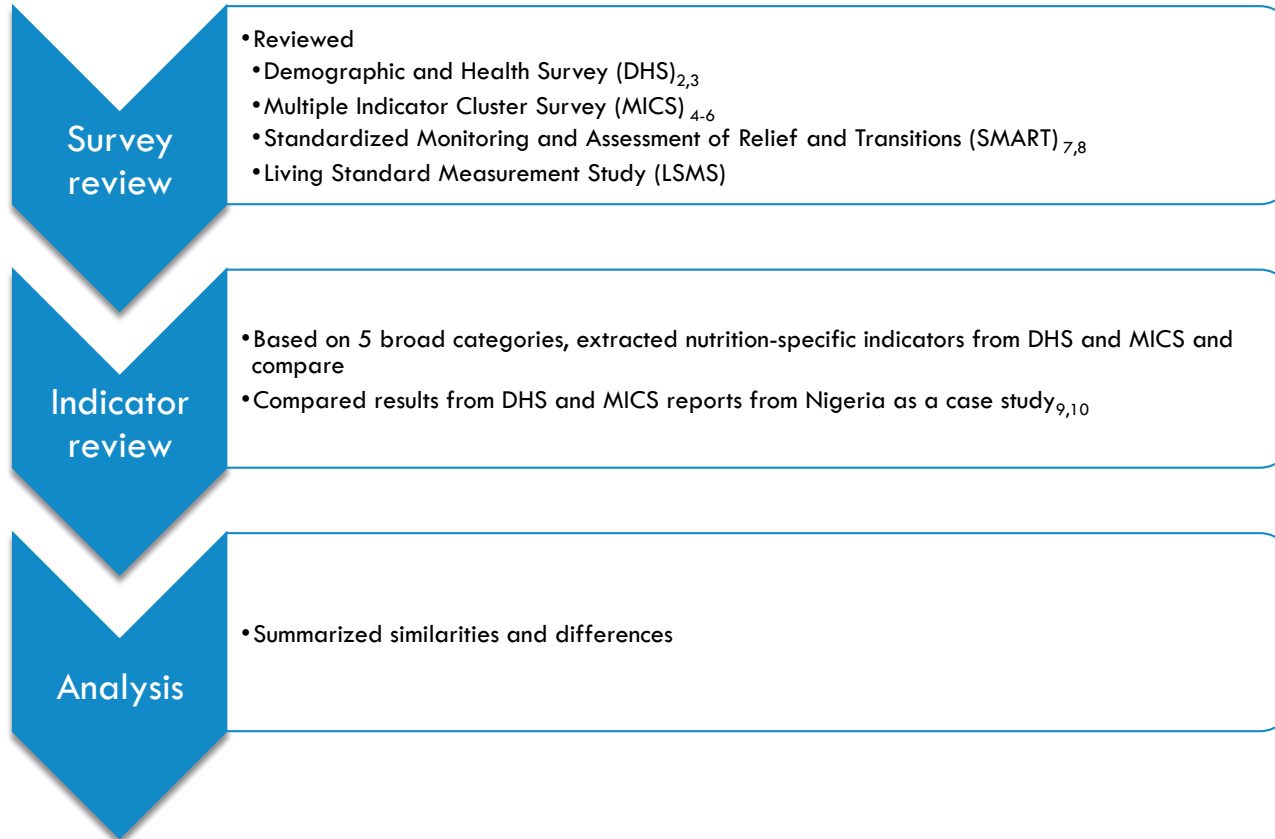 Survey
review
•Reviewed
•Demographic and Health Survey (DHS)2,3
•Multiple Indicator Cluster Survey (MICS) 4-6
•Standardized Monitoring and Assessment of Relief and Transitions (SMART) 7,8
•Living Standard Measurement Study (LSMS)
Indicator
review
•Based on 5 broad categories, extracted nutrition-specific indicators from DHS and MICS and
compare
•Compared results from DHS and MICS reports from Nigeria as a case study9,10
Analysis
•Summarized similarities and differences